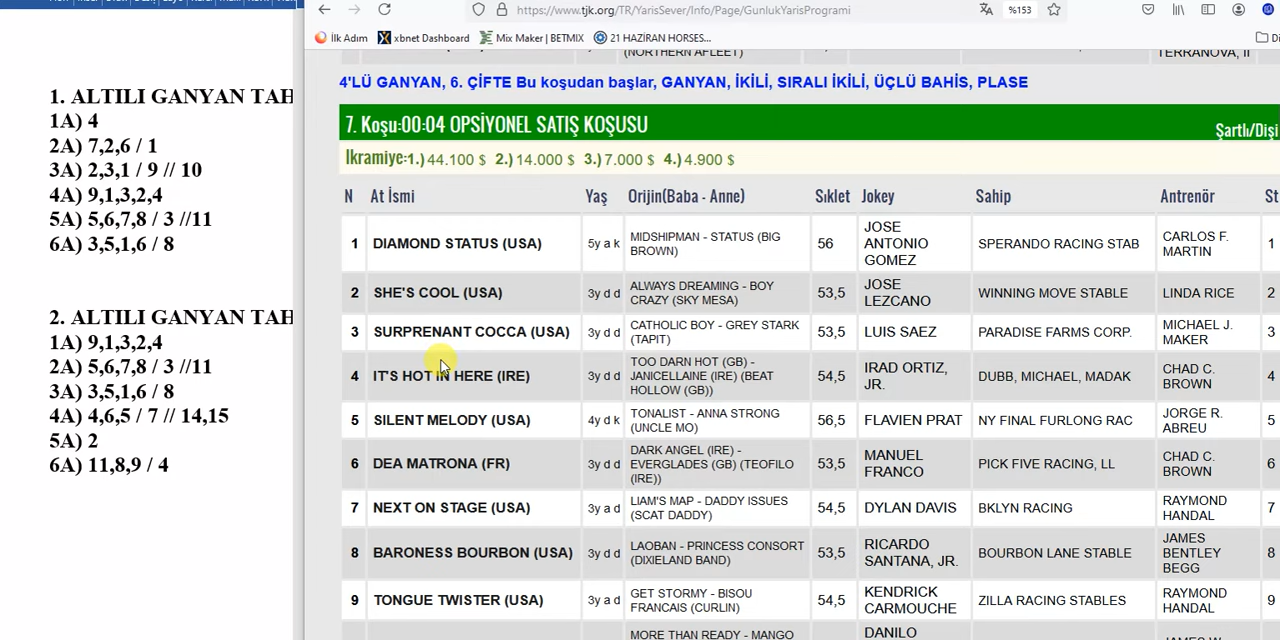 https://www.tjk.org/TR/YarisSever/Info/Page/GunlukYarisProgrami
%153
İlk Adım
xbnet Dashboard
Mix Maker | BETMIX
21 HAZİRAN HORSES...
1. ALTILI GANYAN TAH
1A) 4
2A) 7,2,6 / 1
3A) 2,3,1 / 9 // 10
4A) 9,1,3,2,4
5A) 5,6,7,8 / 3 //11
6A) 3,5,1,6 / 8
2. ALTILI GANYAN TAH
1A) 9,1,3,2,4
2A) 5,6,7,8 / 3 //11
3A) 3,5,1,6 / 8
4A) 4,6,5 / 7 // 14,15
5A) 2
6A) 11,8,9 / 4
(NORTHERN AFLEET)
TERRANOVA, II
4'LÜ GANYAN, 6. ÇİFTE Bu koşudan başlar, GANYAN, İKİLİ, SIRALI İKİLİ, ÜÇLÜ BAHİS, PLASE
7. Koşu:00:04 OPSİYONEL SATIŞ KOŞUSU
Şartlı/Dişi
İkramiye:1.) 44.100 $ 2.) 14.000 $ 3.) 7.000 $ 4.) 4.900 $
N At İsmi Yaş Orijin(Baba - Anne) Sıklet Jokey Sahip Antrenör St
1 DIAMOND STATUS (USA) 5y a k MIDSHIPMAN - STATUS (BIG BROWN) 56 JOSE ANTONIO GOMEZ SPERANDO RACING STAB CARLOS F. MARTIN 1
2 SHE'S COOL (USA) 3y d d ALWAYS DREAMING - BOY CRAZY (SKY MESA) 53,5 JOSE LEZCANO WINNING MOVE STABLE LINDA RICE 2
3 SURPRENANT COCCA (USA) 3y d d CATHOLIC BOY - GREY STARK (TAPIT) 53,5 LUIS SAEZ PARADISE FARMS CORP. MICHAEL J. MAKER 3
4 IT'S HOT IN HERE (IRE) 3y d d TOO DARN HOT (GB) - JANICELLAINE (IRE) (BEAT HOLLOW (GB)) 54,5 IRAD ORTIZ, JR. DUBB, MICHAEL, MADAK CHAD C. BROWN 4
5 SILENT MELODY (USA) 4y d k TONALIST - ANNA STRONG (UNCLE MO) 56,5 FLAVIEN PRAT NY FINAL FURLONG RAC JORGE R. ABREU 5
6 DEA MATRONA (FR) 3y d d DARK ANGEL (IRE) - EVERGLADES (GB) (TEOFILO (IRE)) 53,5 MANUEL FRANCO PICK FIVE RACING, LL CHAD C. BROWN 6
7 NEXT ON STAGE (USA) 3y a d LIAM'S MAP - DADDY ISSUES (SCAT DADDY) 54,5 DYLAN DAVIS BKLYN RACING RAYMOND HANDAL 7
8 BARONESS BOURBON (USA) 3y d d LAOBAN - PRINCESS CONSORT (DIXIELAND BAND) 53,5 RICARDO SANTANA, JR. BOURBON LANE STABLE JAMES BENTLEY BEGG 8
9 TONGUE TWISTER (USA) 3y a d GET STORMY - BISOU FRANCAIS (CURLIN) 54,5 KENDRICK CARMOUCHE ZILLA RACING STABLES RAYMOND HANDAL 9
MORE THAN READY - MANGO DANILO